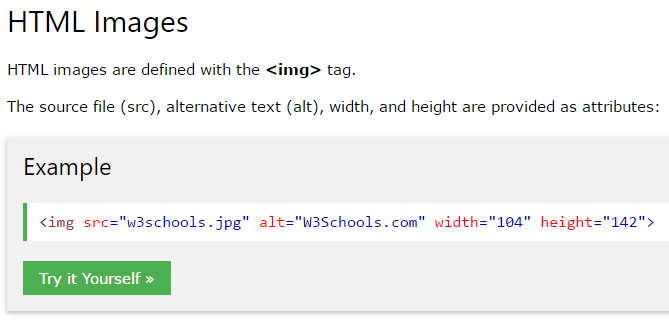 HTML Images
HTML images are defined with the <img> tag.
The source file (src), alternative text (alt), width, and height are provided as attributes:
Example
<img src="w3schools.jpg" alt="W3Schools.com" width="104" height="142">
Try it Yourself »